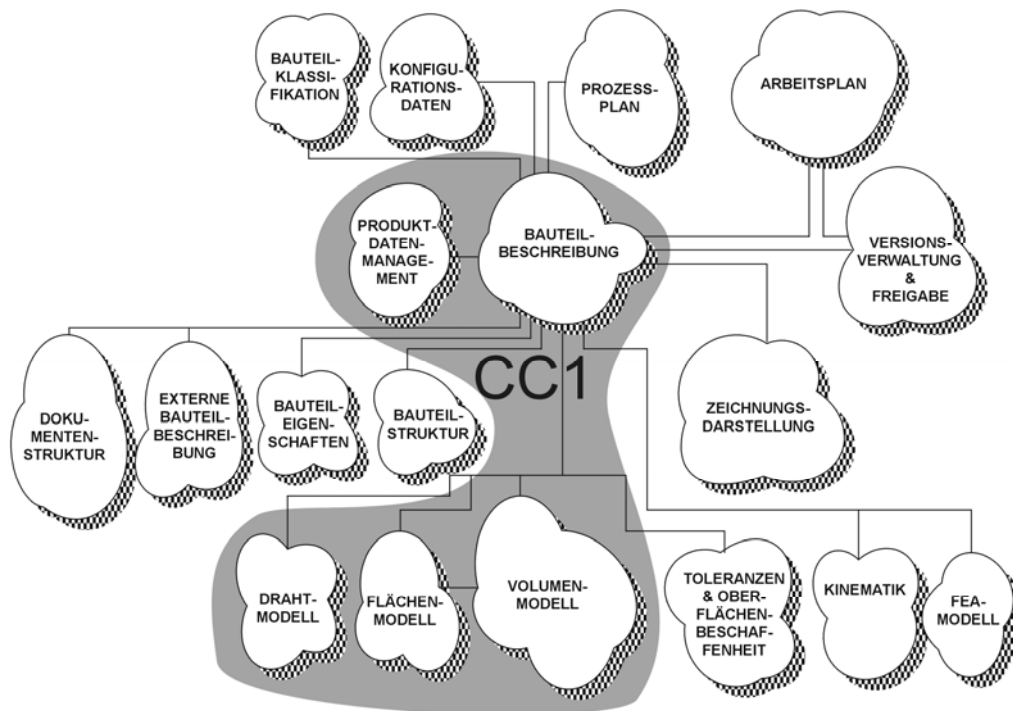 BAUTEIL-
KLASSI-
FIKATION
KONFIGU-
RATIONS-
DATEN
PROZESS-
PLAN
ARBEITSPLAN
PRODUKT-
DATEN-
MANAGE-
MENT
BAUTEIL-
BESCHREIBUNG
VERSIONS-
VERWALTUNG
&
FREIGABE
CC1
DOKU-
MENTEN-
STRUKTUR
EXTERNE
BAUTEIL-
BESCHREI-
BUNG
BAUTEIL-
EIGEN-
SCHAFTEN
BAUTEIL-
STRUKTUR
ZEICHNUNGS-
DARSTELLUNG
DRAHT-
MODELL
FLÄCHEN-
MODELL
VOLUMEN-
MODELL
TOLERANZEN
& OBER-
FLÄCHEN-
BESCHAF-
FENHEIT
KINEMATIK
FEA-
MODELL